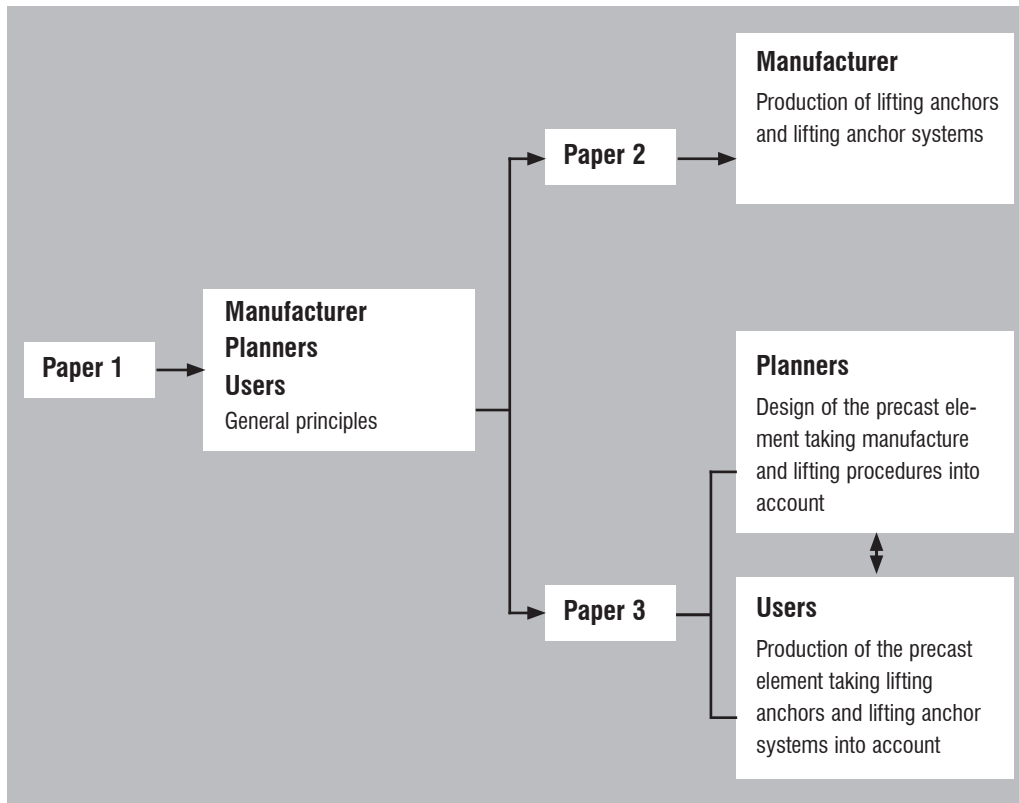 Paper 1
Manufacturer
Planners
Users
General principles
Paper 2
Manufacturer
Production of lifting anchors
and lifting anchor systems
Paper 3
Planners
Design of the precast ele-
ment taking manufacture
and lifting procedures into
account
Users
Production of the precast
element taking lifting
anchors and lifting anchor
systems into account